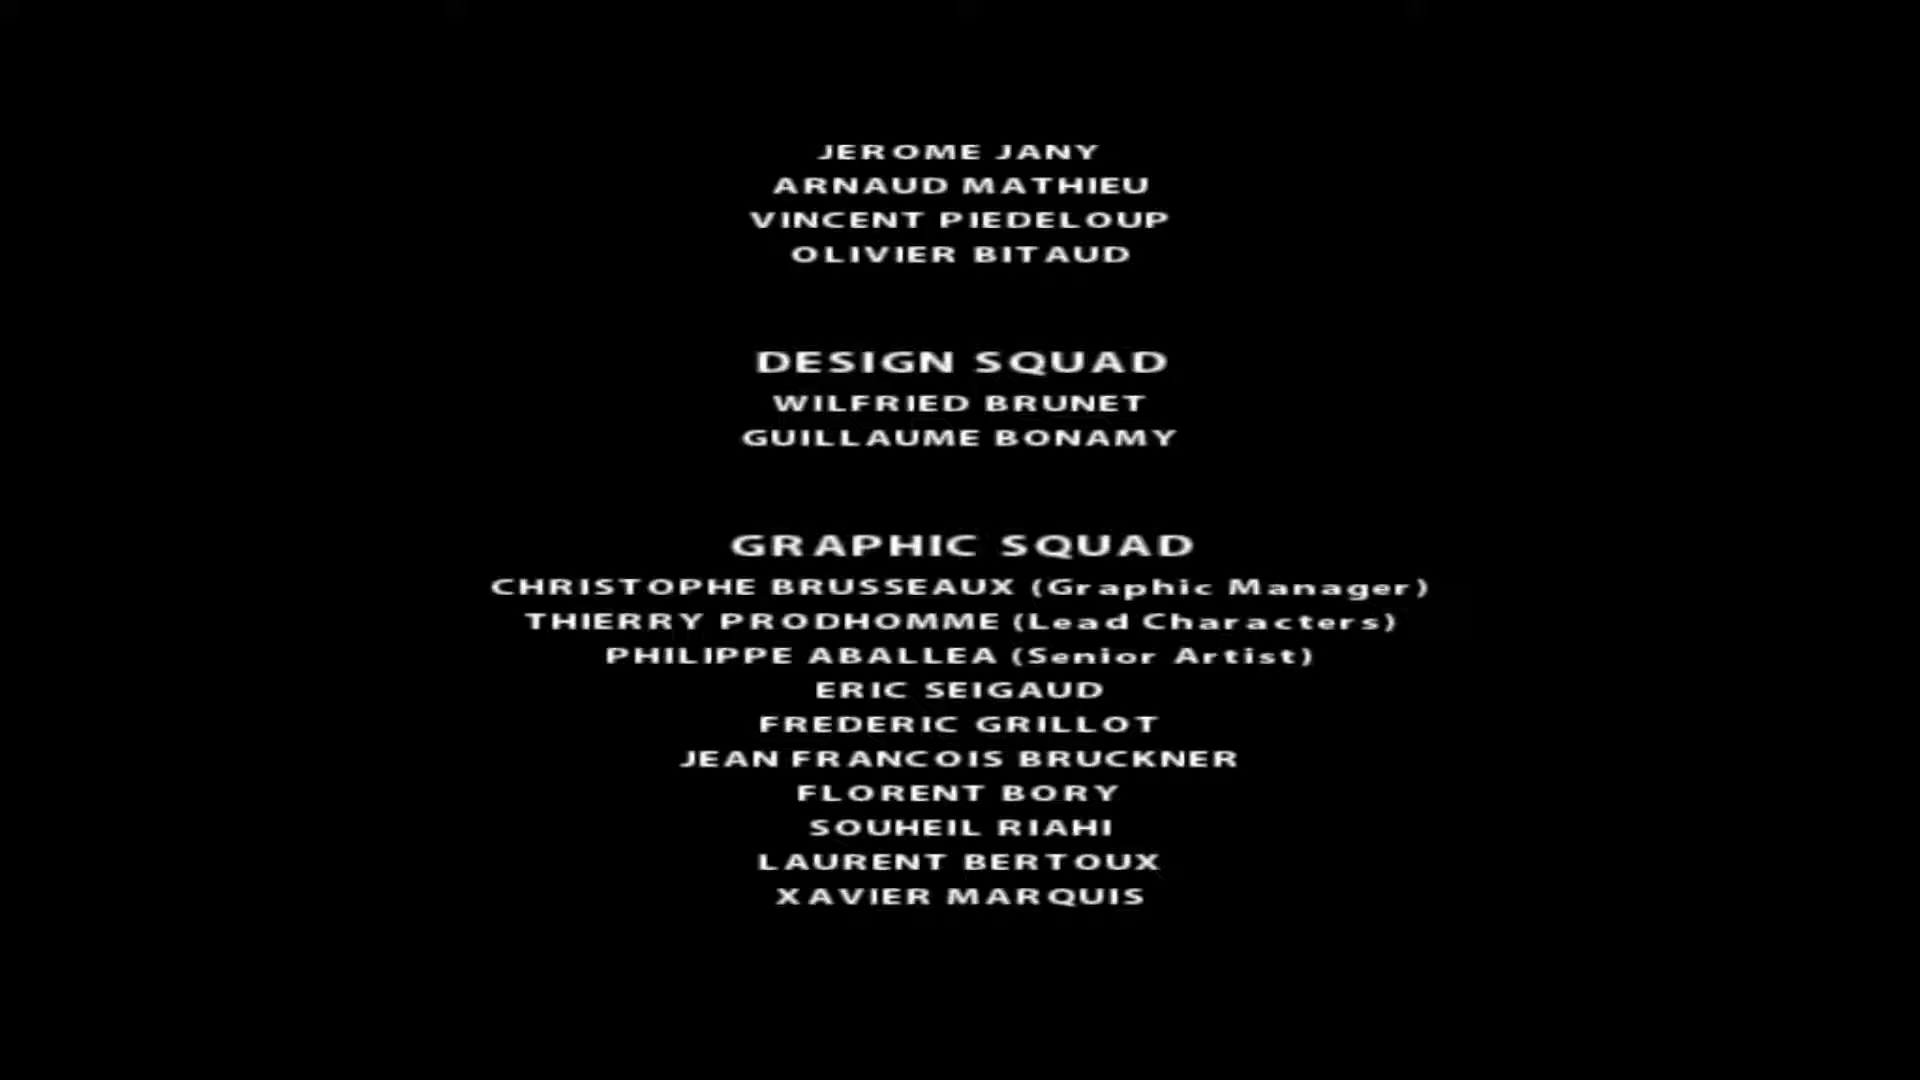 JEROME JANY
ARNAUD MATHIEU
VINCENT PIEDELOUP
OLIVIER BITAUD
DESIGN SQUAD
WILFRIED BRUNET
GUILLAUME BONAMY
GRAPHIC SQUAD
CHRISTOPHE BRUSSEAUX (Graphic Manager)
THIERRY PRODHOMME (Lead Characters)
PHILIPPE ABALLEA (Senior Artist)
ERIC SEIGAUD
FREDERIC GRILLOT
JEAN FRANCOIS BRUCKNER
FLORENT BORY
SOUHEIL RIAHI
LAURENT BERTOUX
XAVIER MARQUIS